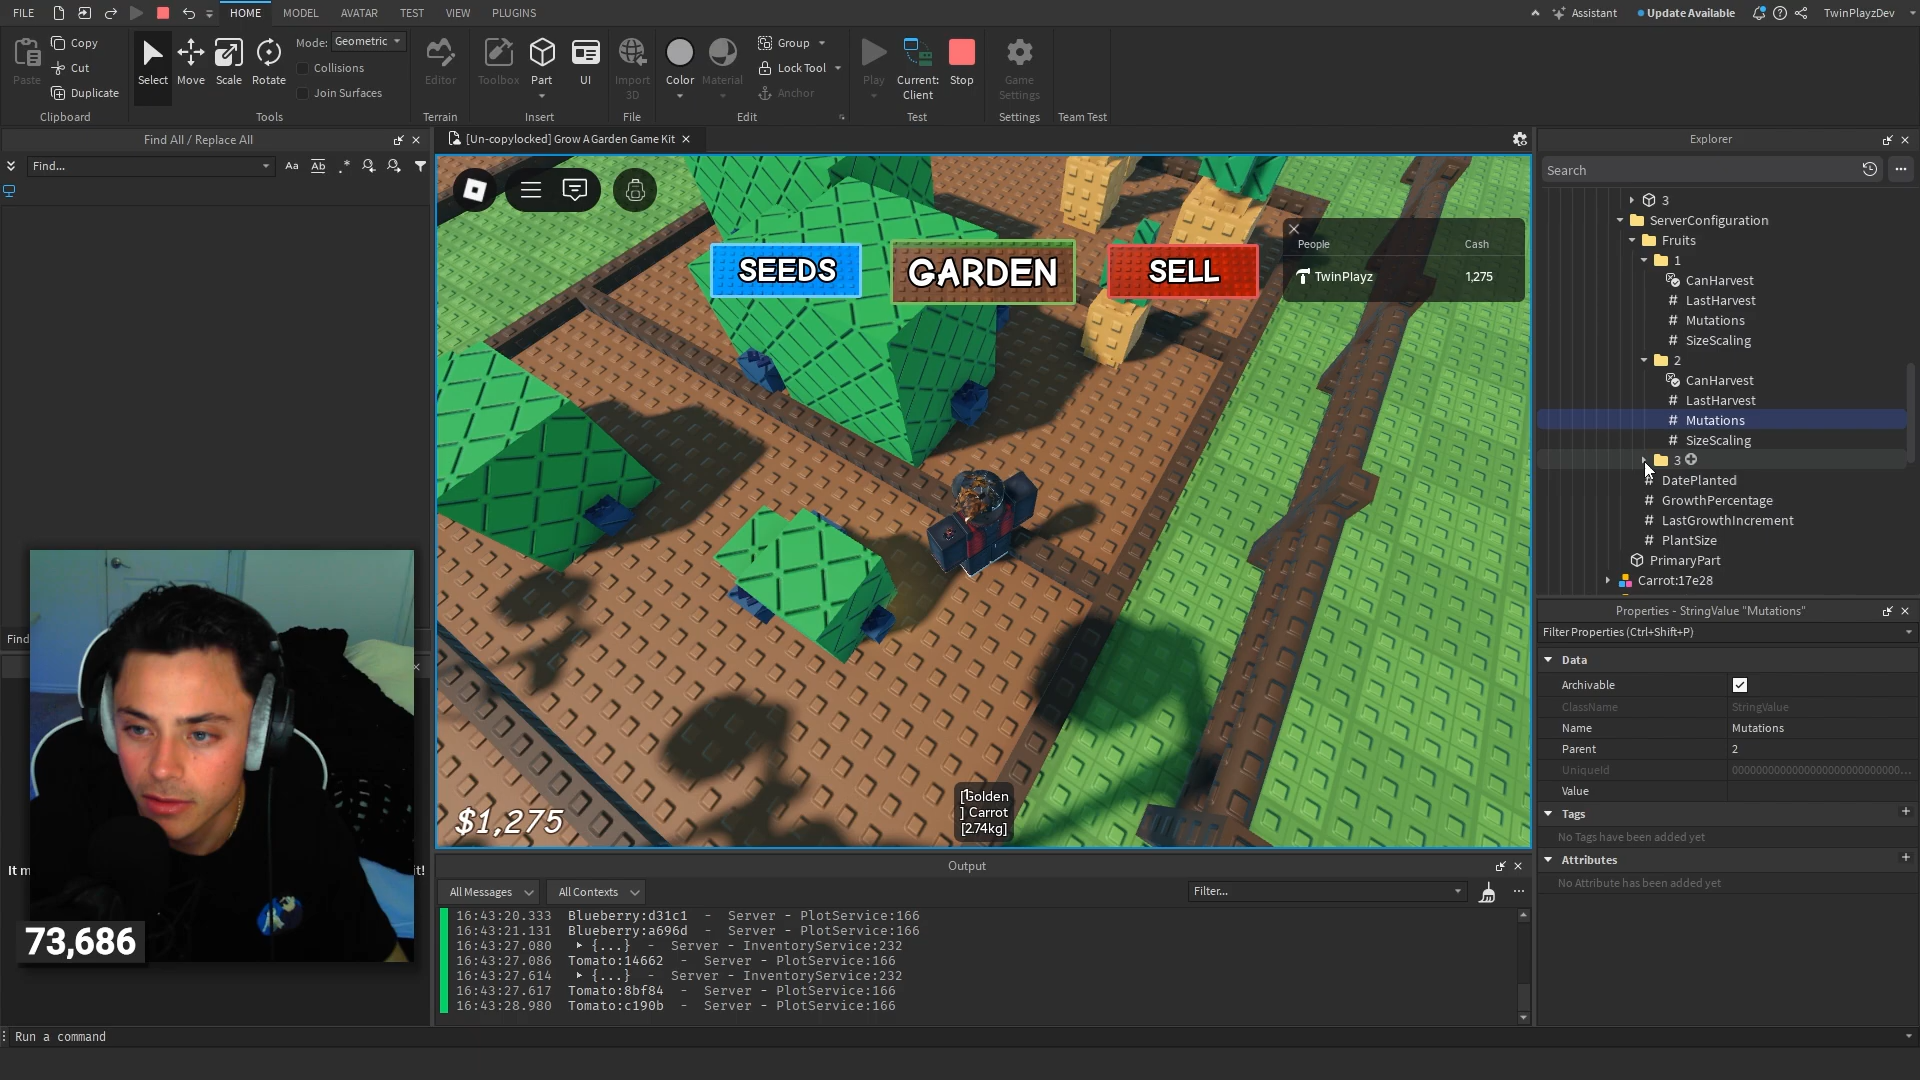 FILE
HOME
MODEL
AVATAR
TEST
VIEW
PLUGINS
Assistant
Update Available
TwinPlayzDev
Paste
Copy
Cut
Duplicate
Clipboard
Select
Move
Scale
Rotate
Mode: Geometric
Collisions
Join Surfaces
Tools
Editor
Terrain
Toolbox
Part
UI
Insert
Import
3D
File
Color
Material
Group
Lock Tool
Anchor
Edit
Play
Current:
Client
Stop
Test
Game
Settings
Settings
Team Test
Find All / Replace All
Find...
Aa
Ab
Find
It m
it!
73,686
[Un-copylocked] Grow A Garden Game Kit
SEEDS
GARDEN
SELL
People
Cash
TwinPlayz
1,275
$1,275
1
[Golden
] Carrot
[2.74kg]
Output
All Messages
All Contexts
Filter...
16:43:20.333 Blueberry:d31c1 - Server - PlotService:166
16:43:21.131 Blueberry:a696d - Server - PlotService:166
16:43:27.080 {...} - Server - InventoryService:232
16:43:27.086 Tomato:14662 - Server - PlotService:166
16:43:27.614 {...} - Server - InventoryService:232
16:43:27.617 Tomato:8bf84 - Server - PlotService:166
16:43:28.980 Tomato:c190b - Server - PlotService:166
Run a command
Explorer
Search
3
ServerConfiguration
Fruits
1
CanHarvest
LastHarvest
Mutations
SizeScaling
2
CanHarvest
LastHarvest
Mutations
SizeScaling
3
DatePlanted
GrowthPercentage
LastGrowthIncrement
PlantSize
PrimaryPart
Carrot:17e28
Properties - StringValue "Mutations"
Filter Properties (Ctrl+Shift+P)
Data
Archivable
ClassName StringValue
Name Mutations
Parent 2
UniqueId 00000000000000000000000000...
Value
Tags
No Tags have been added yet
Attributes
No Attribute has been added yet